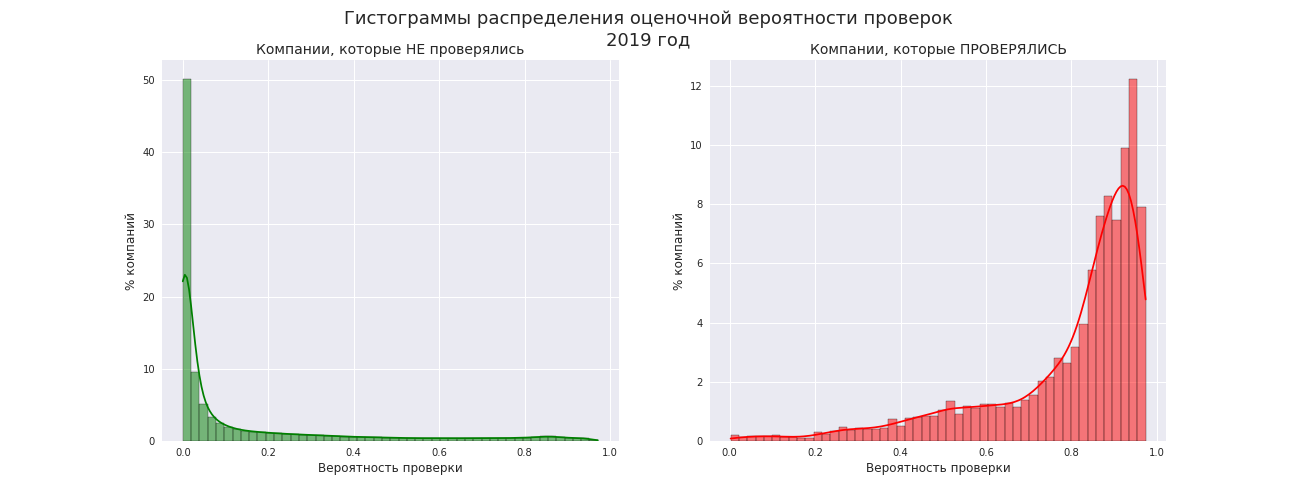 Гистограммы распределения оценочной вероятности проверок
2019 год
Компании, которые НЕ проверялись
% компаний
50
40
30
20
10
0
0.0 0.2 0.4 0.6 0.8 1.0
Вероятность проверки
Компании, которые ПРОВЕРЯЛИСЬ
% компаний
12
10
8
6
4
2
0
0.0 0.2 0.4 0.6 0.8 1.0
Вероятность проверки